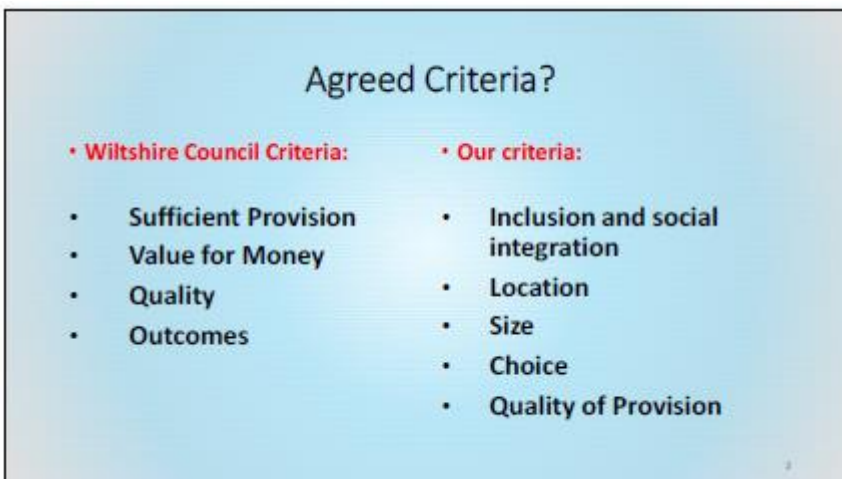 Agreed Criteria?
• Wiltshire Council Criteria:
• Sufficient Provision
• Value for Money
• Quality
• Outcomes
• Our criteria:
• Inclusion and social
integration
• Location
• Size
• Choice
• Quality of Provision